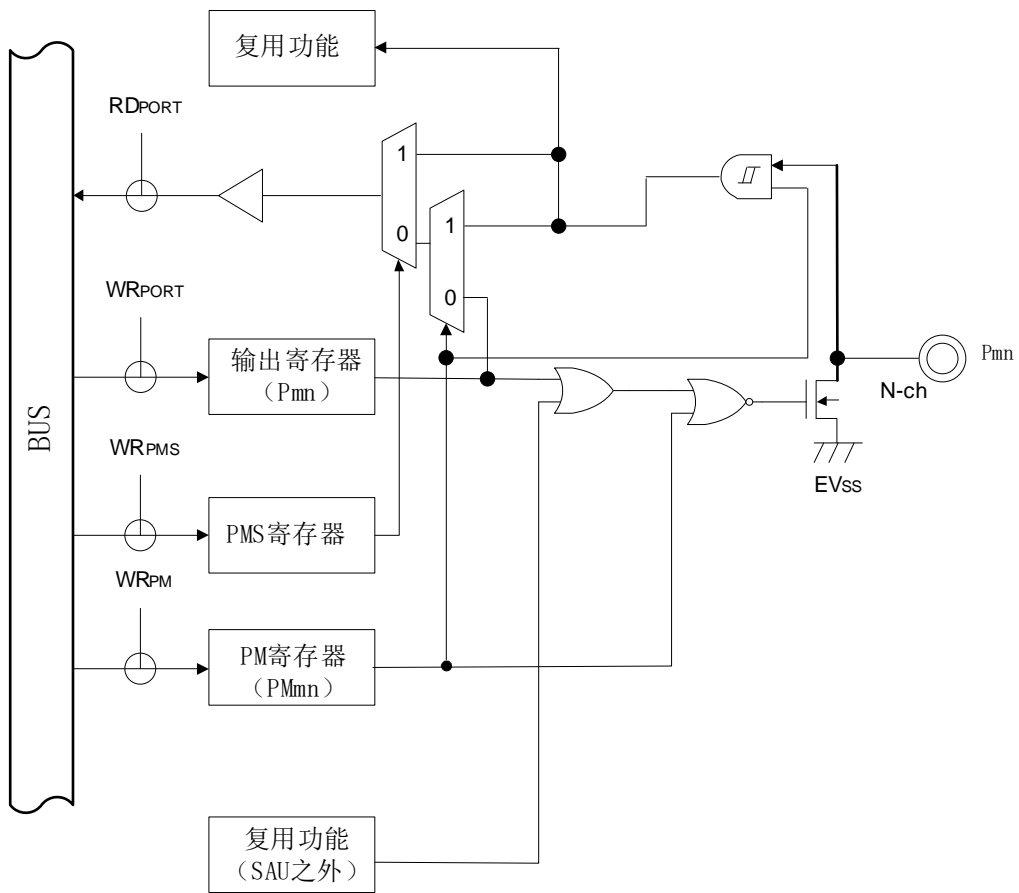 复用功能
RDPORT
1
0
1
0
WRPORT
输出寄存器
（Pmn）
Pmn
N-ch
EVSS
BUS
WRPMS
PMS寄存器
WRPM
PM寄存器
（PMmn）
复用功能
（SAU之外）